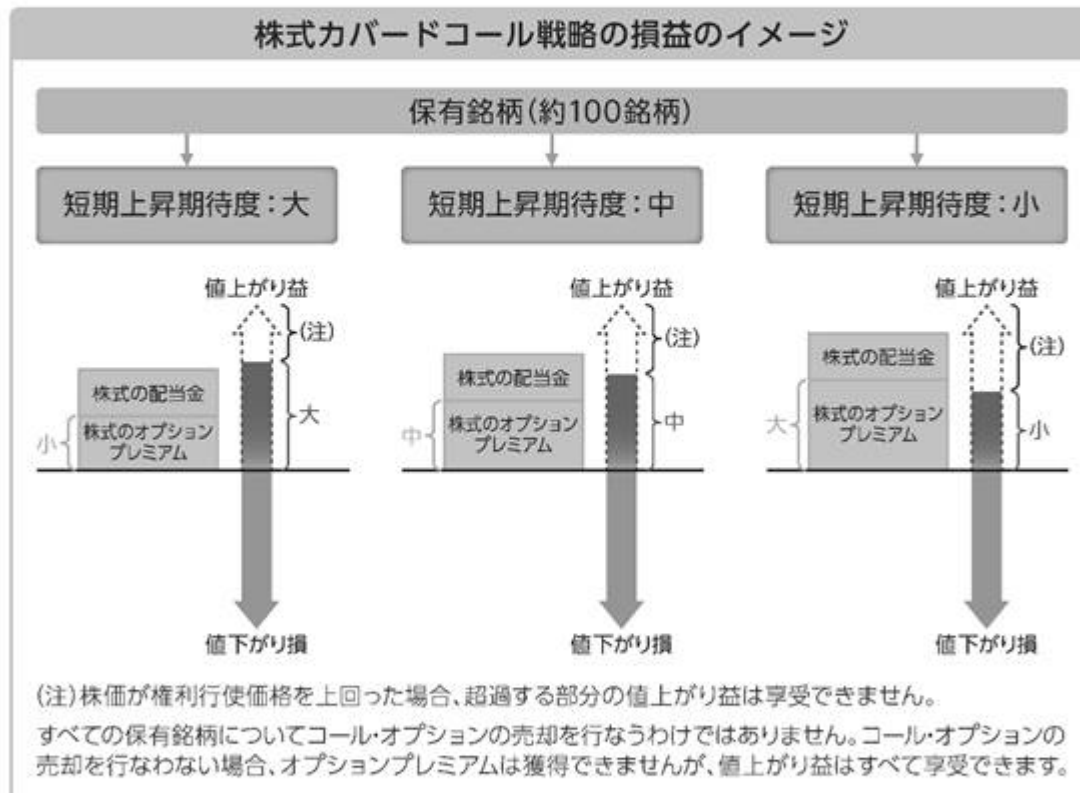 株式カバードコール戦略の損益のイメージ
保有銘柄(約100銘柄)
短期上昇期待度:大
短期上昇期待度:中
短期上昇期待度:小
値上がり益
(注)
株式の配当金
大
小
株式のオプション
プレミアム
値下がり損
値上がり益
(注)
株式の配当金
中
中
株式のオプション
プレミアム
値下がり損
値上がり益
(注)
株式の配当金
大
株式のオプション
プレミアム
小
値下がり損
(注)株価が権利行使価格を上回った場合、超過する部分の値上がり益は享受できません。
すべての保有銘柄についてコール・オプションの売却を行なうわけではありません。コール・オプションの
売却を行なわない場合、オプションプレミアムは獲得できませんが、値上がり益はすべて享受できます。